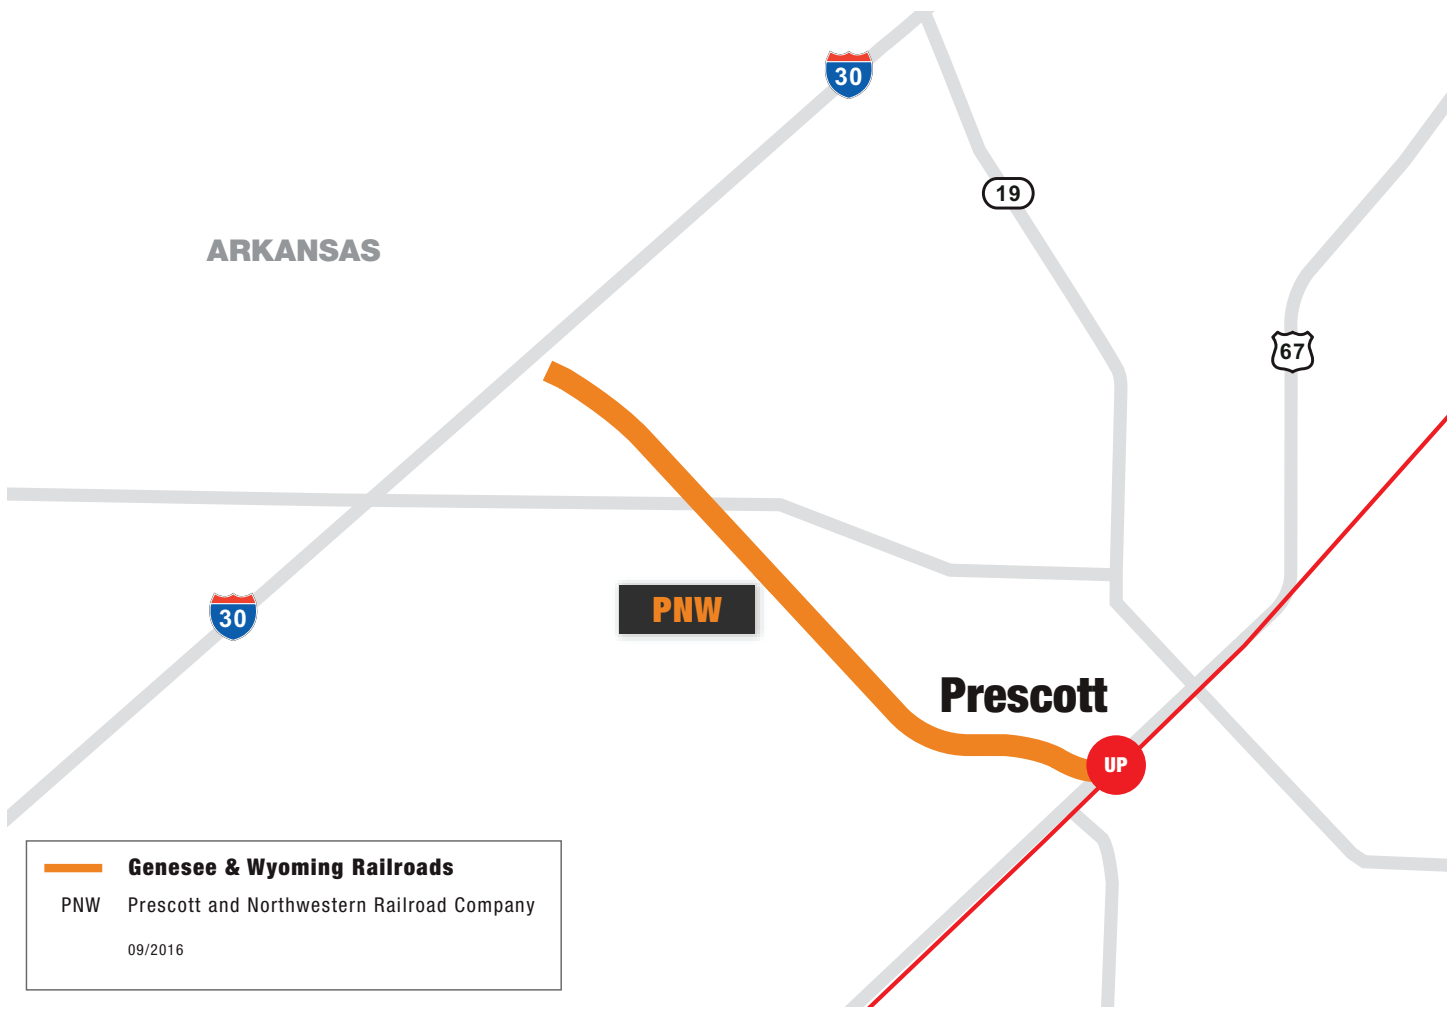 30
19
ARKANSAS
67
PNW
30
Prescott
UP
Genesee & Wyoming Railroads
PNW Prescott and Northwestern Railroad Company
09/2016